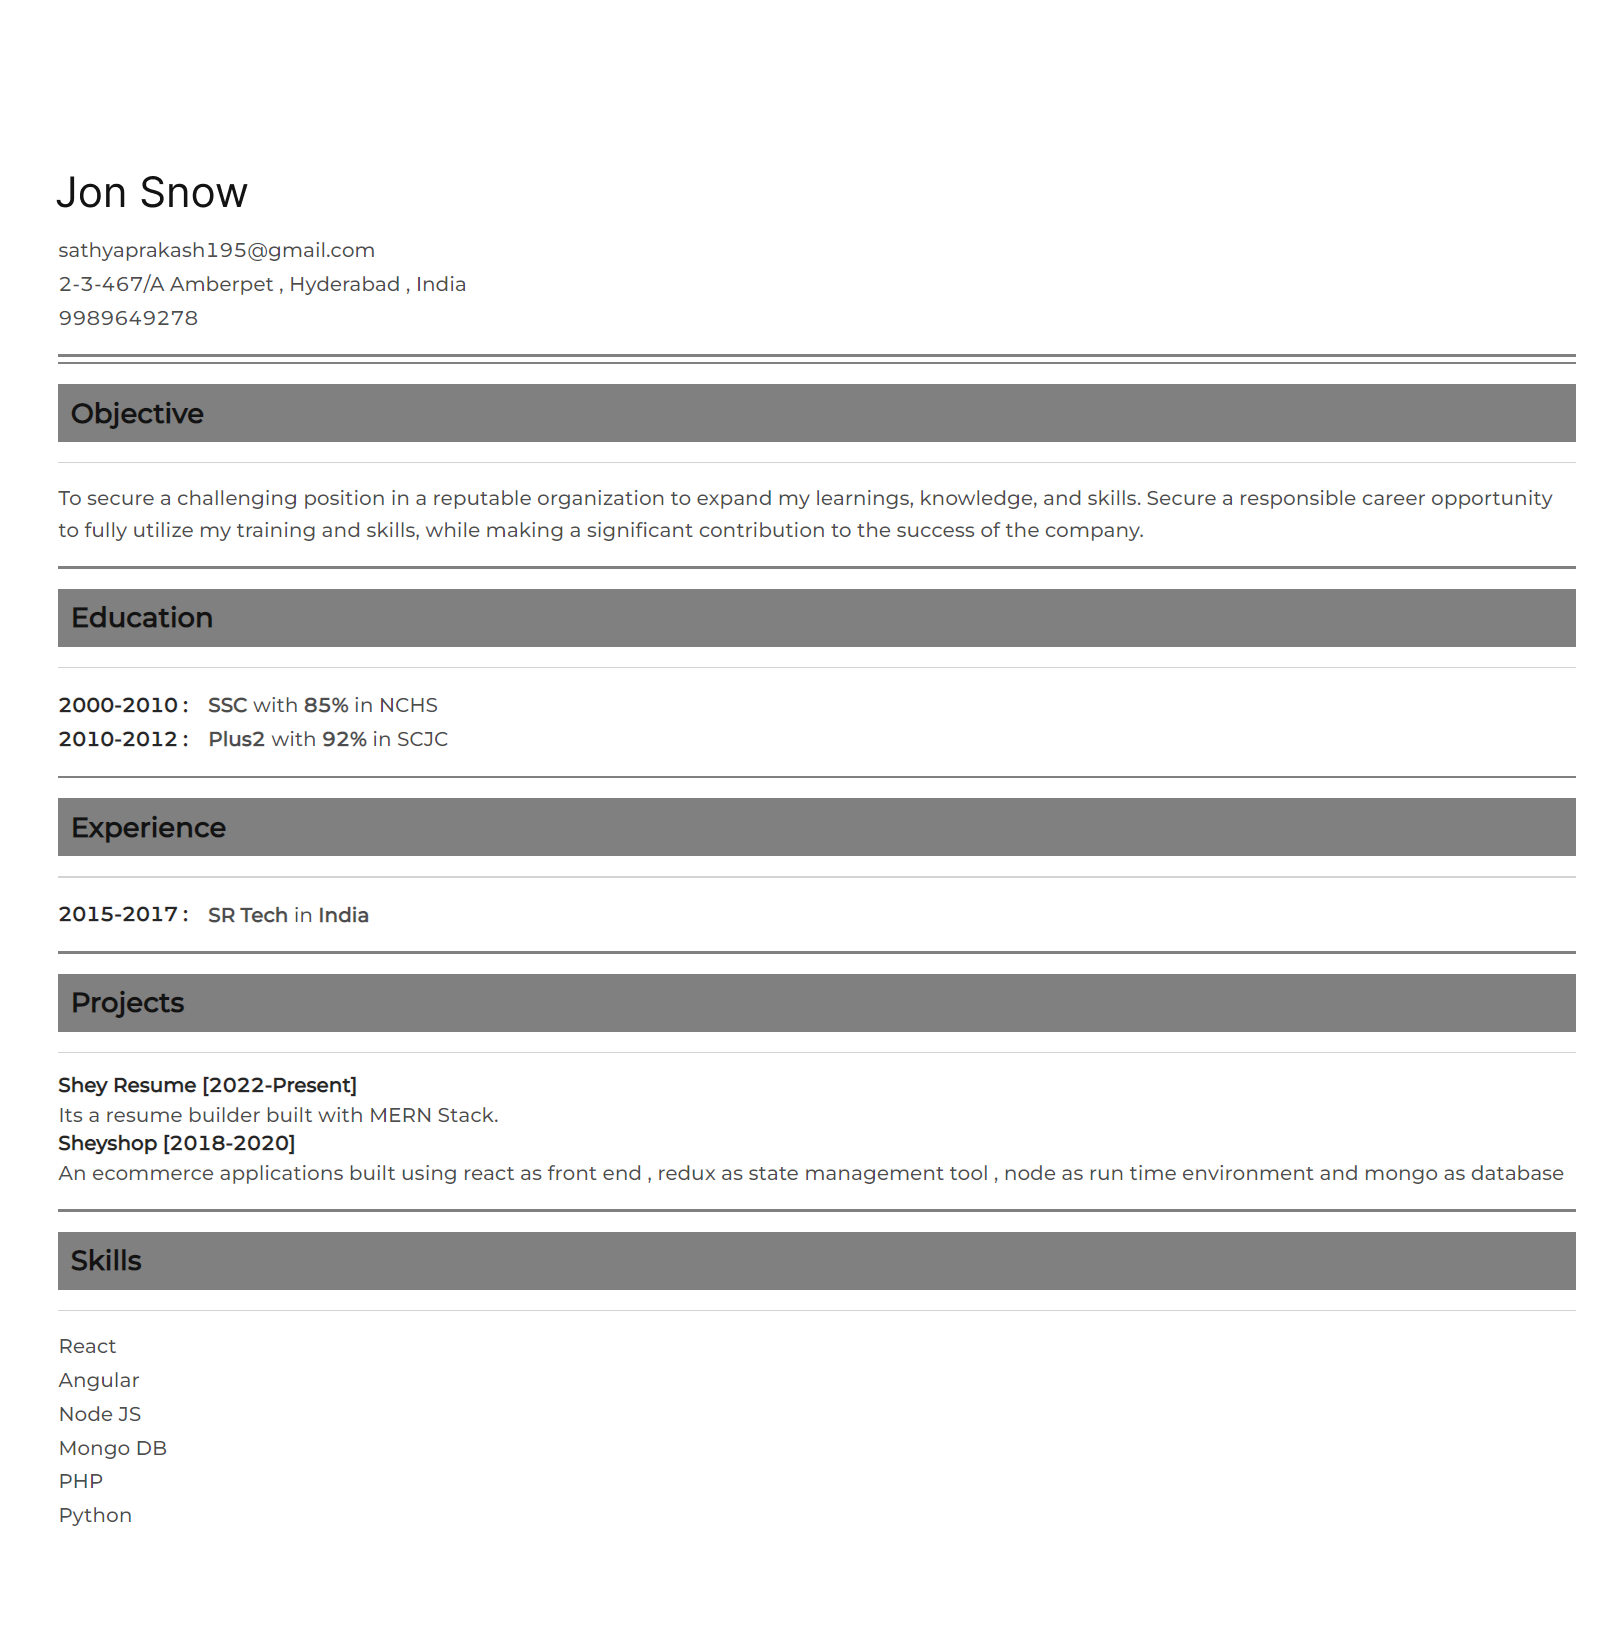 Jon Snow
sathyaprakash195@gmail.com
2-3-467/A Amberpet , Hyderabad , India
9989649278
Objective
To secure a challenging position in a reputable organization to expand my learnings, knowledge, and skills. Secure a responsible career opportunity
to fully utilize my training and skills, while making a significant contribution to the success of the company.
Education
2000-2010 : SSC with 85% in NCHS
2010-2012 : Plus2 with 92% in SCJC
Experience
2015-2017 : SR Tech in India
Projects
Shey Resume [2022-Present]
Its a resume builder built with MERN Stack.
Sheyshop [2018-2020]
An ecommerce applications built using react as front end , redux as state management tool , node as run time environment and mongo as database
Skills
React
Angular
Node JS
Mongo DB
PHP
Python